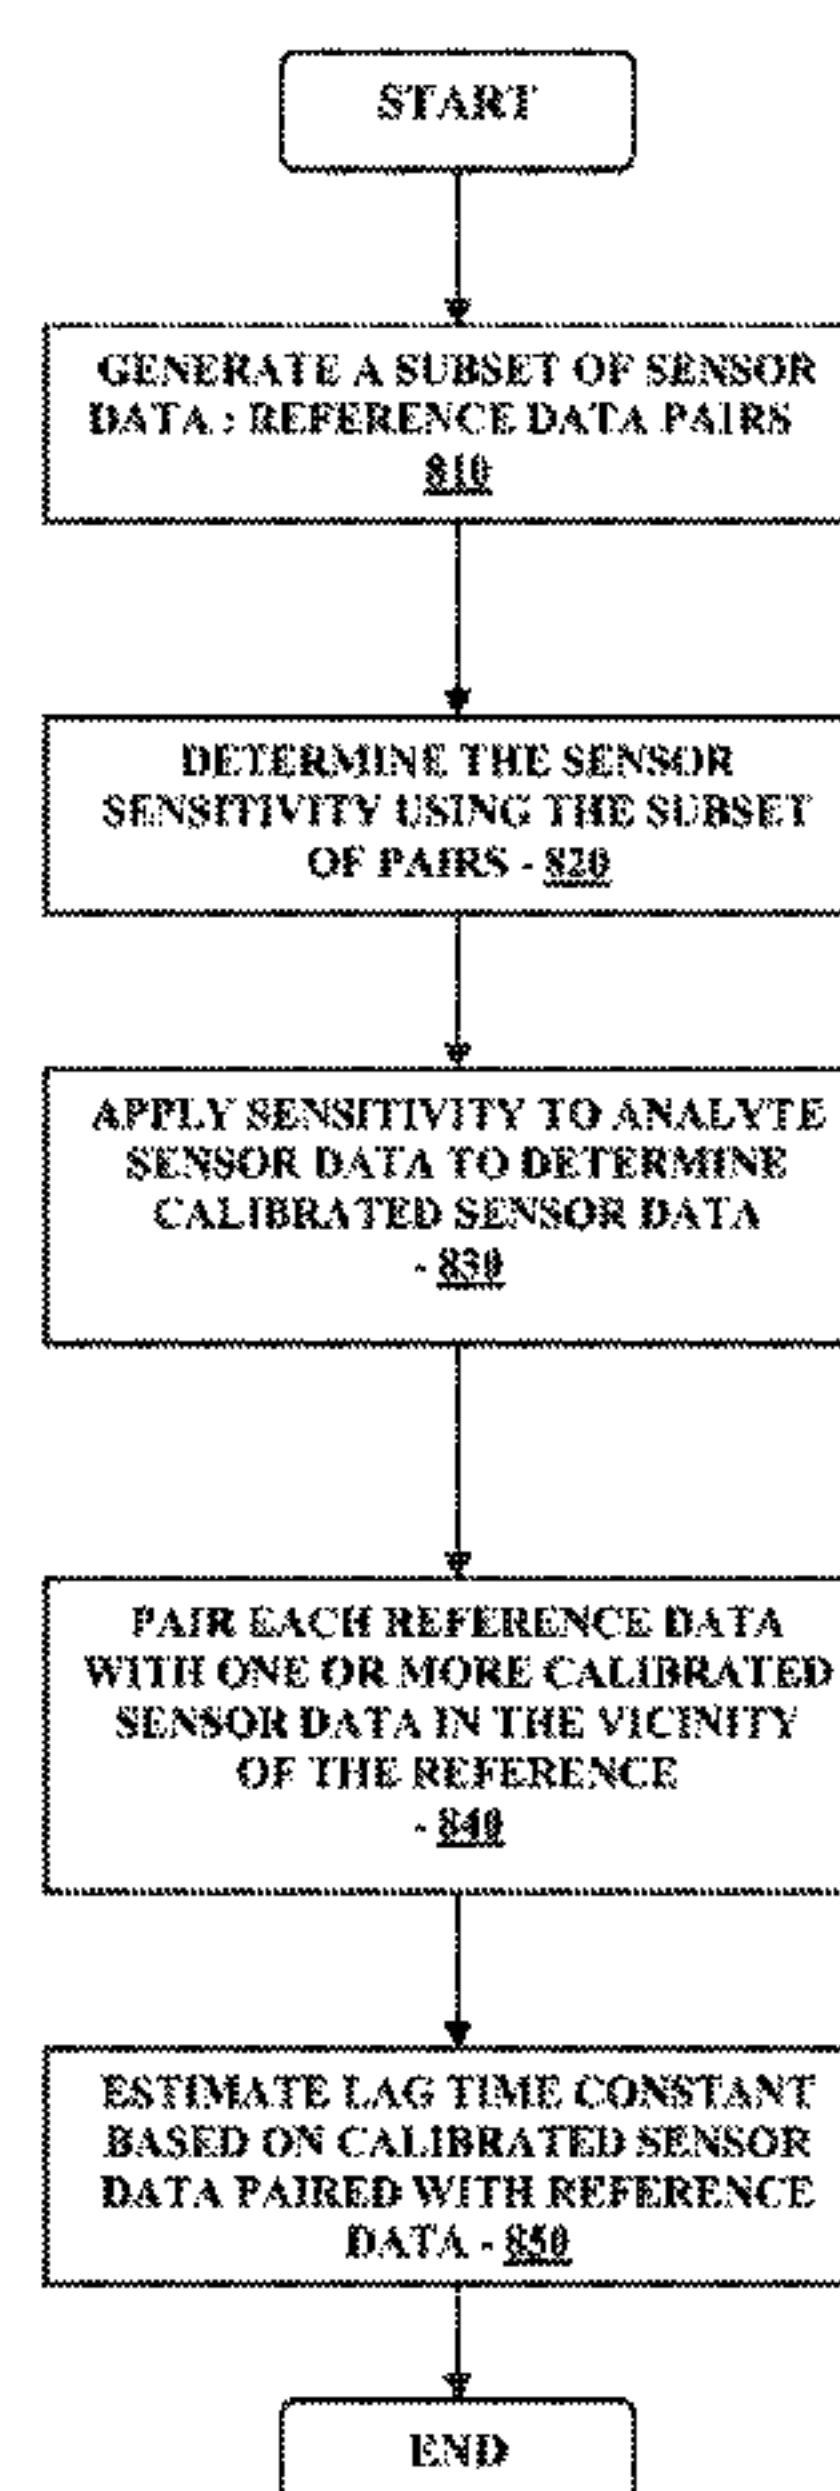 START
GENERATE A SUBSET OF SENSOR
DATA : REFERENCE DATA PAIRS
810
DETERMINE THE SENSOR
SENSITIVITY USING THE SUBSET
OF PAIRS - 820
APPLY SENSITIVITY TO ANALYTE
SENSOR DATA TO DETERMINE
CALIBRATED SENSOR DATA
- 830
PAIR EACH REFERENCE DATA
WITH ONE OR MORE CALIBRATED
SENSOR DATA IN THE VICINITY
OF THE REFERENCE
- 840
ESTIMATE LAG TIME CONSTANT
BASED ON CALIBRATED SENSOR
DATA PAIRED WITH REFERENCE
DATA - 850
END